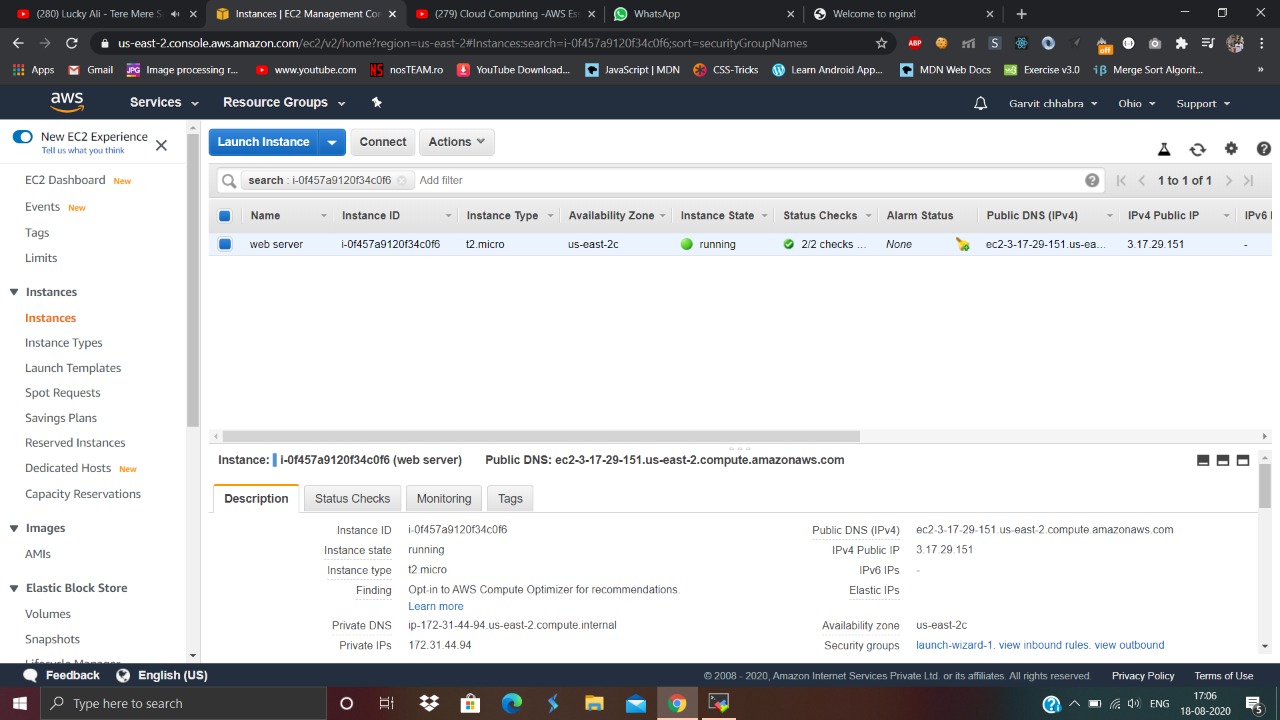 (280) Lucky Ali - Tere Mere S
Instances | EC2 Management Con
(279) Cloud Computing -AWS Es
WhatsApp
Welcome to nginx!
us-east-2.console.aws.amazon.com/ec2/v2/home?region=us-east-2#Instances:search=i-0f457a9120f34c0f6;sort=securityGroupNames
ABP
off
Apps
Gmail
JPG
Image processing r...
www.youtube.com
NS
n0sTEAM.ro
YouTube Download...
JavaScript | MDN
CSS-Tricks
Learn Android App...
MDN Web Docs
Exercise v3.0
Merge Sort Algorit...
»
aws
Services
Resource Groups
Garvit chhabra
Ohio
Support
New EC2 Experience
Tell us what you think
Launch Instance
Connect
Actions
search : i-0f457a9120f34c0f6
Add filter
1 to 1 of 1
Name
Instance ID
Instance Type
Availability Zone
Instance State
Status Checks
Alarm Status
Public DNS (IPv4)
IPv4 Public IP
IPv6 I
web server
i-0f457a9120f34c0f6
t2.micro
us-east-2c
running
2/2 checks ...
None
ec2-3-17-29-151.us-ea...
3.17.29.151
-
EC2 Dashboard New
Events New
Tags
Limits
Instances
Instances
Instance Types
Launch Templates
Spot Requests
Savings Plans
Reserved Instances
Dedicated Hosts New
Capacity Reservations
Images
AMIs
Elastic Block Store
Volumes
Snapshots
Lifecycle Manager
Instance: i-0f457a9120f34c0f6 (web server)
Public DNS: ec2-3-17-29-151.us-east-2.compute.amazonaws.com
Description
Status Checks
Monitoring
Tags
Instance ID i-0f457a9120f34c0f6
Instance state running
Instance type t2.micro
Finding Opt-in to AWS Compute Optimizer for recommendations.
Learn more
Private DNS ip-172-31-44-94.us-east-2.compute.internal
Private IPs 172.31.44.94
Public DNS (IPv4) ec2-3-17-29-151.us-east-2.compute.amazonaws.com
IPv4 Public IP 3.17.29.151
IPv6 IPs -
Elastic IPs
Availability zone us-east-2c
Security groups launch-wizard-1. view inbound rules. view outbound
Feedback
English (US)
© 2008 - 2020, Amazon Internet Services Private Ltd. or its affiliates. All rights reserved.
Privacy Policy
Terms of Use
Type here to search
ENG
17:06
18-08-2020
5